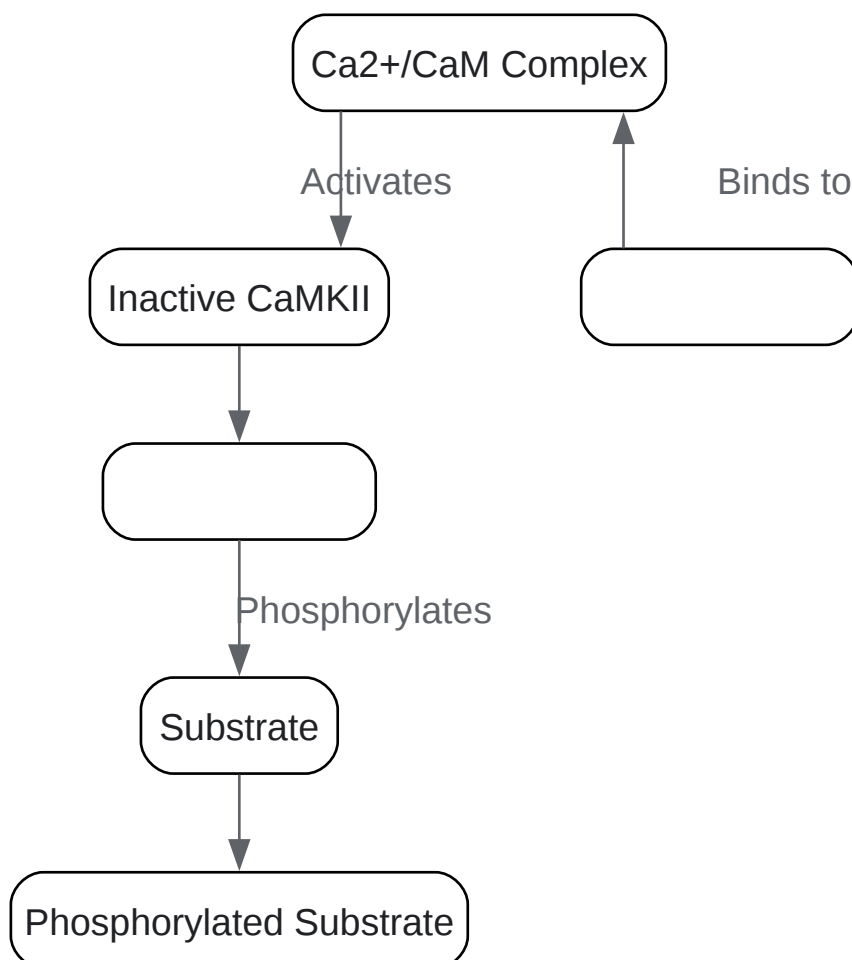 Ca2+/CaM Complex
Activates
Binds to
Inactive CaMKII
Phosphorylates
Substrate
Phosphorylated Substrate